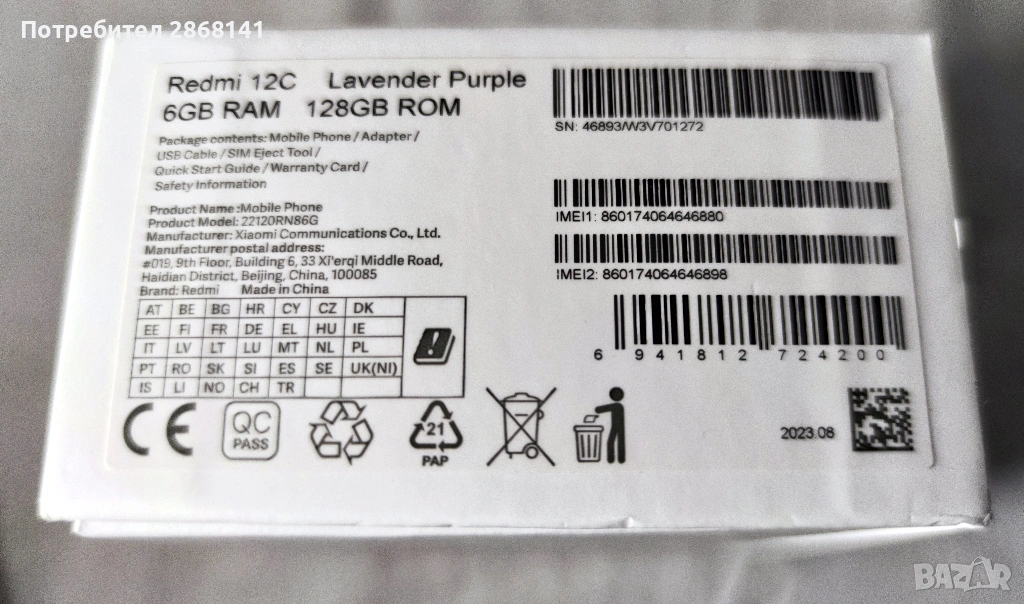 Потребител 2868141
Redmi 12C Lavender Purple
6GB RAM 128GB ROM
Package contents: Mobile Phone / Adapter /
USB Cable / SIM Eject Tool /
Quick Start Guide / Warranty Card /
Safety Information
Product Name :Mobile Phone
Product Model: 22120RN86G
Manufacturer: Xiaomi Communications Co., Ltd.
Manufacturer postal address:
#019, 9th Floor, Building 6, 33 Xi'erqi Middle Road,
Haidian District, Beijing, China, 100085
Brand: Redmi Made in China
AT BE BG HR CY CZ DK
EE FI FR DE EL HU IE
IT LV LT LU MT NL PL
PT RO SK SI ES SE UK(NI)
IS LI NO CH TR
SN: 46893/W3V701272
IMEI1: 860174064646880
IMEI2: 860174064646898
6 941812 724200
CE
QC
PASS
21
PAP
2023.08
BAZAR